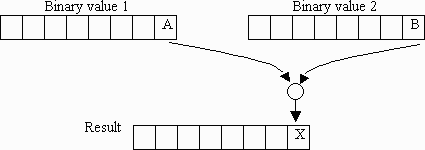 Binary value 1
Binary value 2
A
B
Result
X